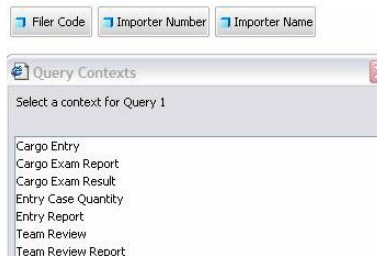 Filer Code Importer Number Importer Name
Query Contexts
Select a context for Query 1
Cargo Entry
Cargo Exam Report
Cargo Exam Result
Entry Case Quantity
Entry Report
Team Review
Team Review Report